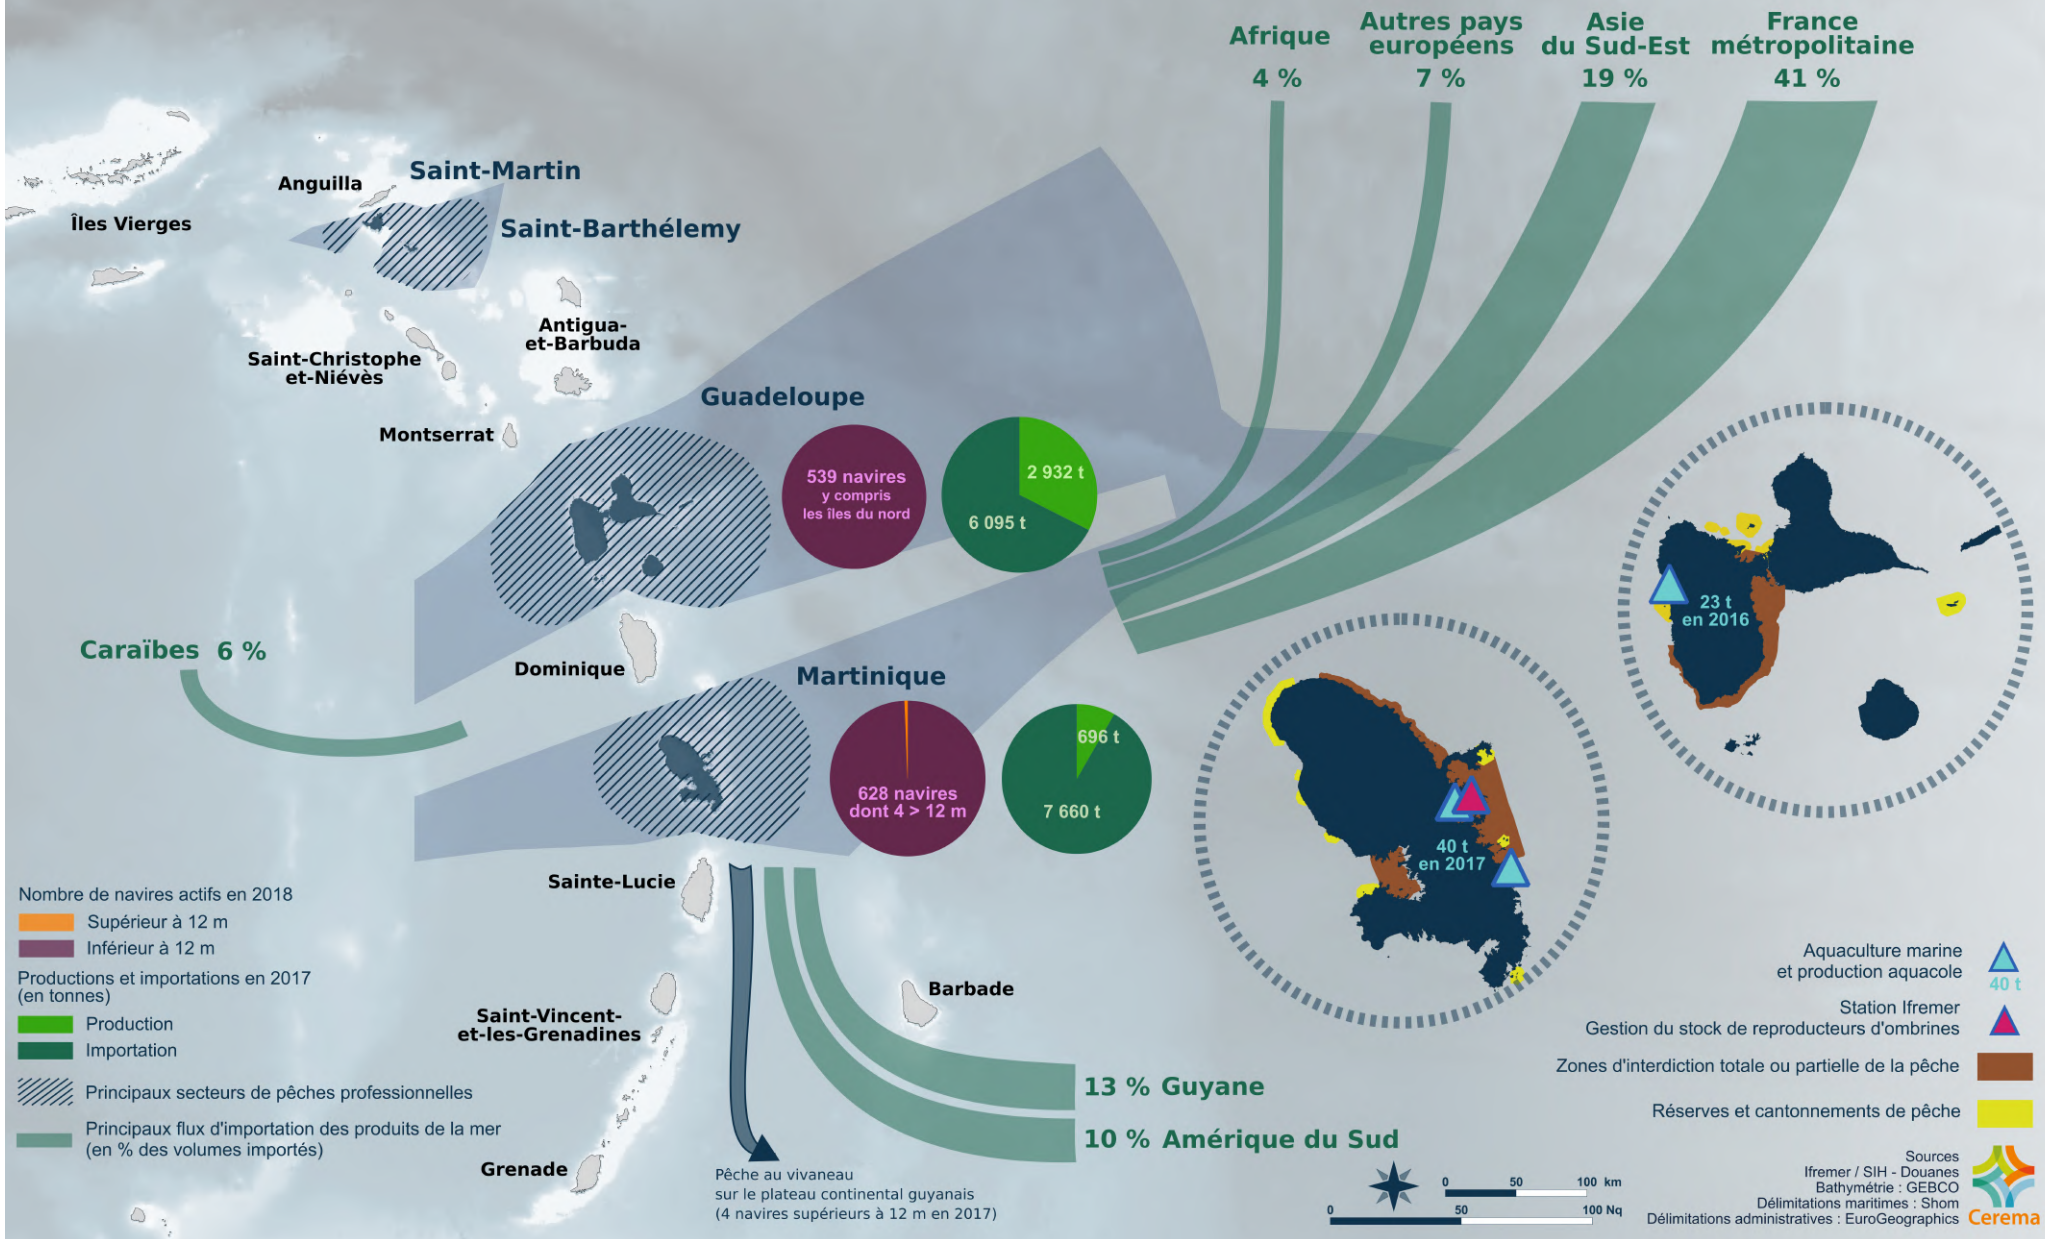 Afrique
4 %
Autres pays
européens
7 %
Asie
du Sud-Est
19 %
France
métropolitaine
41 %
Saint-Martin
Anguilla
Îles Vierges
Saint-Barthélemy
Antigua-
et-Barbuda
Saint-Christophe
et-Niévès
Montserrat
Guadeloupe
539 navires
y compris
les îles du nord
2 932 t
6 095 t
23 t
en 2016
Caraïbes 6 %
Dominique
Martinique
628 navires
dont 4 > 12 m
696 t
7 660 t
40 t
en 2017
Sainte-Lucie
Saint-Vincent-
et-les-Grenadines
Barbade
Grenade
13 % Guyane
10 % Amérique du Sud
Pêche au vivaneau
sur le plateau continental guyanais
(4 navires supérieurs à 12 m en 2017)
Nombre de navires actifs en 2018
Supérieur à 12 m
Inférieur à 12 m
Productions et importations en 2017
(en tonnes)
Production
Importation
Principaux secteurs de pêches professionnelles
Principaux flux d'importation des produits de la mer
(en % des volumes importés)
Aquaculture marine
et production aquacole
40 t
Station Ifremer
Gestion du stock de reproducteurs d'ombrines
Zones d'interdiction totale ou partielle de la pêche
Réserves et cantonnements de pêche
0 50 100 km
0 50 100 Nq
Sources
Ifremer / SIH - Douanes
Bathymétrie : GEBCO
Délimitations maritimes : Shom
Délimitations administratives : EuroGeographics
Cerema